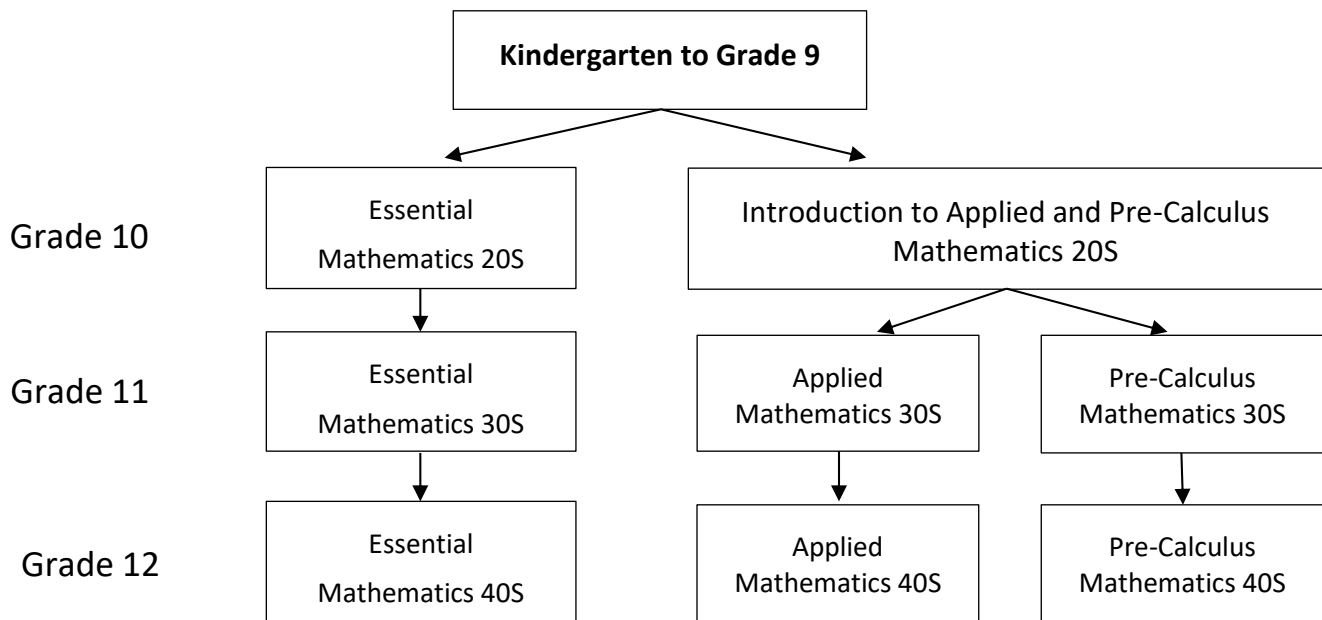 Kindergarten to Grade 9
Grade 10
Essential
Mathematics 20S
Introduction to Applied and Pre-Calculus
Mathematics 20S
Grade 11
Essential
Mathematics 30S
Applied
Mathematics 30S
Pre-Calculus
Mathematics 30S
Grade 12
Essential
Mathematics 40S
Applied
Mathematics 40S
Pre-Calculus
Mathematics 40S